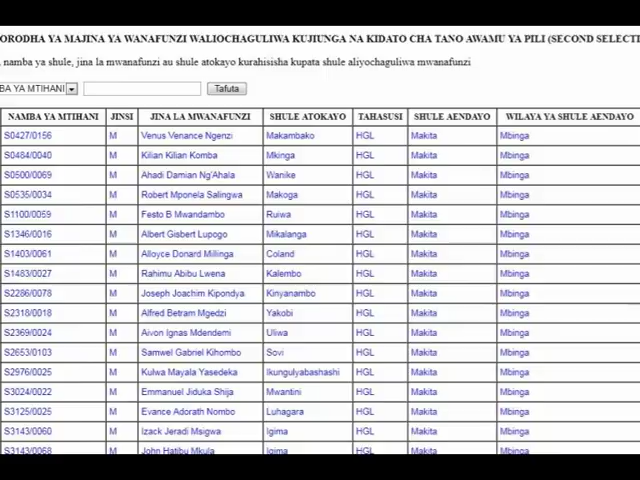 ORODHA YA MAJINA YA WANAFUNZI WALIOCHAGULIWA KUJIUNGA NA KIDATO CHA TANO AWAMU YA PILI (SECOND SELECTI
namba ya shule, jina la mwanafunzi au shule atokayo kurahisisha kupata shule aliyochaguliwa mwanafunzi
BA YA MTIHANI Tafuta
NAMBA YA MTIHANI JINSI JINA LA MWANAFUNZI SHULE ATOKAYO TAHASUSI SHULE AENDAYO WILAYA YA SHULE AENDAYO
S0427/0156 M Venus Venance Ngenzi Makambako HGL Makita Mbinga
S0484/0040 M Kilian Kilian Komba Mkinga HGL Makita Mbinga
S0500/0069 M Ahadi Damian Ng'Ahala Wanike HGL Makita Mbinga
S0535/0034 M Robert Mponela Salingwa Makoga HGL Makita Mbinga
S1100/0059 M Festo B Mwandambo Ruiwa HGL Makita Mbinga
S1346/0016 M Albert Gisbert Lupogo Mikalanga HGL Makita Mbinga
S1403/0061 M Alloyce Donard Millinga Coland HGL Makita Mbinga
S1483/0027 M Rahimu Abibu Lwena Kalembo HGL Makita Mbinga
S2286/0078 M Joseph Joachim Kipondya Kinyanambo HGL Makita Mbinga
S2318/0018 M Alfred Betram Mgedzi Yakobi HGL Makita Mbinga
S2369/0024 M Aivon Ignas Mdendemi Uliwa HGL Makita Mbinga
S2653/0103 M Samwel Gabriel Kihombo Sovi HGL Makita Mbinga
S2976/0025 M Kulwa Mayala Yasedeka Ikungulyabashashi HGL Makita Mbinga
S3024/0022 M Emmanuel Jiduka Shija Mwantini HGL Makita Mbinga
S3125/0025 M Evance Adorath Nombo Luhagara HGL Makita Mbinga
S3143/0060 M Izack Jeradi Msigwa Igima HGL Makita Mbinga
S3143/0068 M John Hatibu Mkula Igima HGL Makita Mbinga